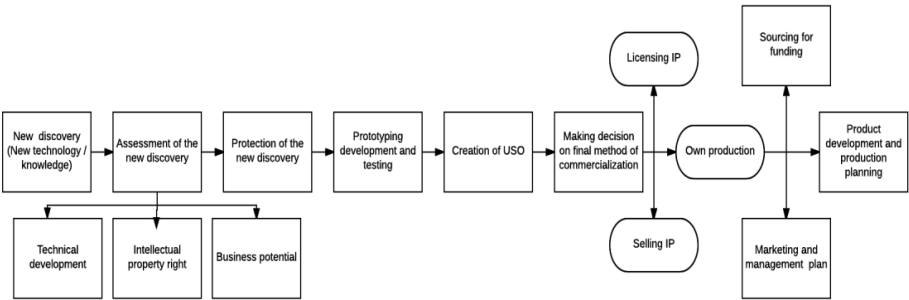 New discovery
(New technology /
knowledge)
Assessment of the
new discovery
Protection of the
new discovery
Prototyping
development and
testing
Creation of USO
Making decision
on final method of
commercialization
Licensing IP
Own production
Selling IP
Sourcing for
funding
Product
development and
production
planning
Marketing and
management plan
Technical
development
Intellectual
property right
Business potential